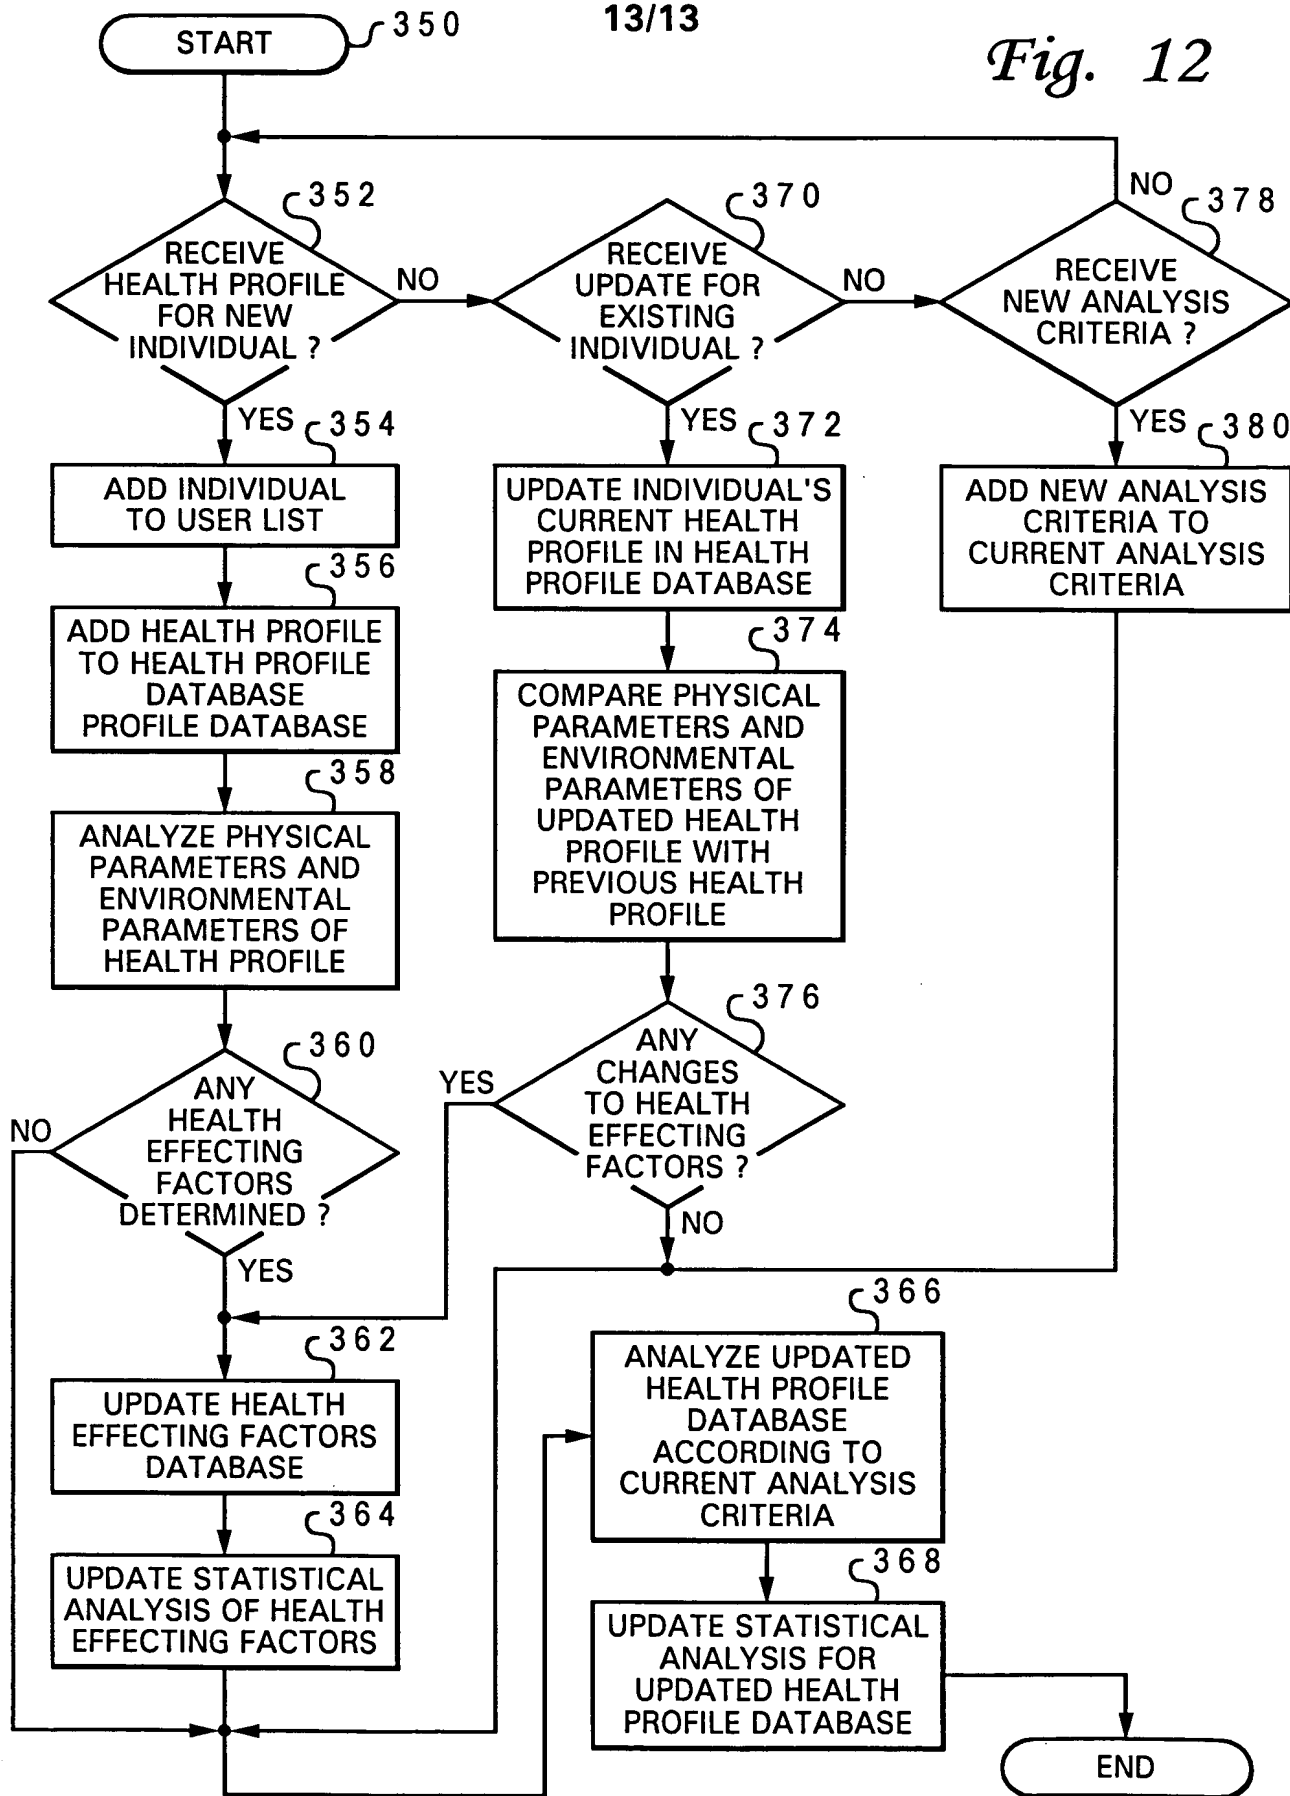 13/13
Fig. 12
START
350
352
RECEIVE
HEALTH PROFILE
FOR NEW
INDIVIDUAL ?
NO
YES
370
RECEIVE
UPDATE FOR
EXISTING
INDIVIDUAL ?
NO
YES
378
NO
RECEIVE
NEW ANALYSIS
CRITERIA ?
YES
354
ADD INDIVIDUAL
TO USER LIST
356
ADD HEALTH PROFILE
TO HEALTH PROFILE
DATABASE
PROFILE DATABASE
358
ANALYZE PHYSICAL
PARAMETERS AND
ENVIRONMENTAL
PARAMETERS OF
HEALTH PROFILE
360
ANY
HEALTH
EFFECTING
FACTORS
DETERMINED ?
NO
YES
362
UPDATE HEALTH
EFFECTING FACTORS
DATABASE
364
UPDATE STATISTICAL
ANALYSIS OF HEALTH
EFFECTING FACTORS
372
UPDATE INDIVIDUAL'S
CURRENT HEALTH
PROFILE IN HEALTH
PROFILE DATABASE
374
COMPARE PHYSICAL
PARAMETERS AND
ENVIRONMENTAL
PARAMETERS OF
UPDATED HEALTH
PROFILE WITH
PREVIOUS HEALTH
PROFILE
376
ANY
CHANGES
TO HEALTH
EFFECTING
FACTORS ?
YES
NO
380
ADD NEW ANALYSIS
CRITERIA TO
CURRENT ANALYSIS
CRITERIA
366
ANALYZE UPDATED
HEALTH PROFILE
DATABASE
ACCORDING TO
CURRENT ANALYSIS
CRITERIA
368
UPDATE STATISTICAL
ANALYSIS FOR
UPDATED HEALTH
PROFILE DATABASE
END